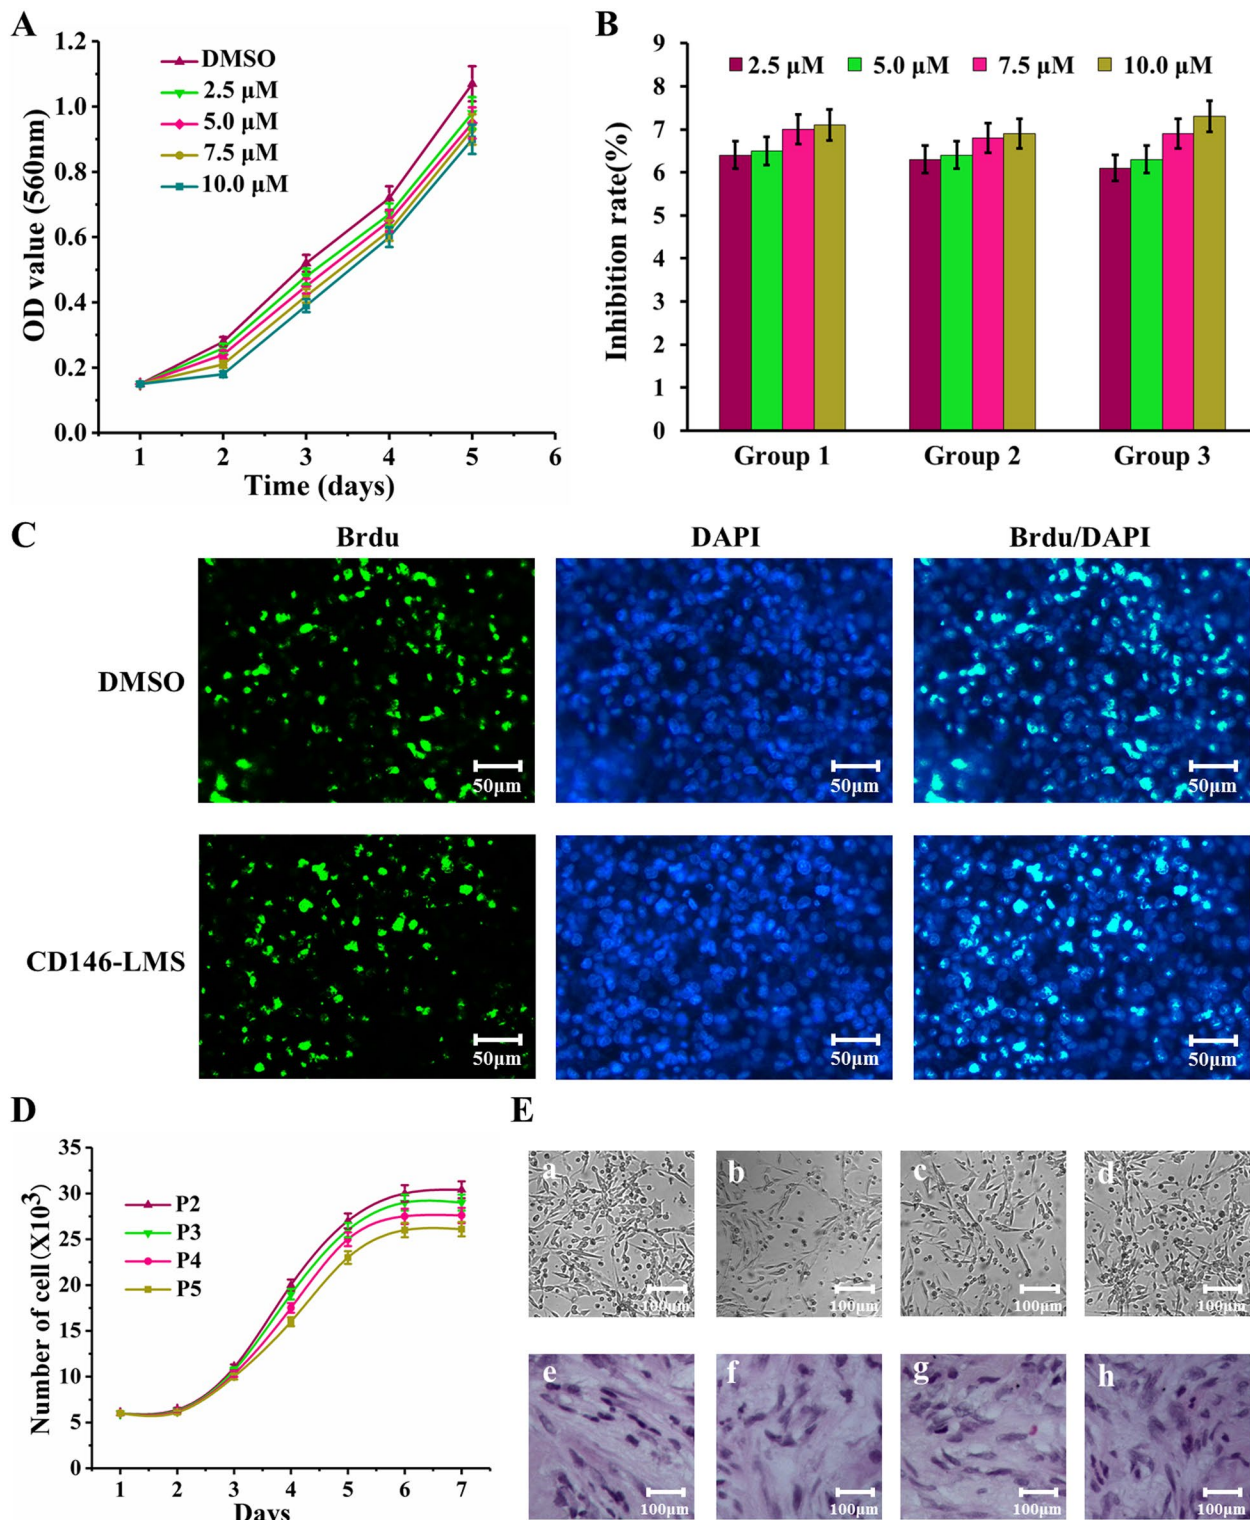 A
1.2
1.0
0.8
0.6
0.4
0.2
0.0
OD value (560nm)
DMSO
2.5 μM
5.0 μM
7.5 μM
10.0 μM
1 2 3 4 5 6
Time (days)
B
9
8
7
6
5
4
3
2
1
0
Inhibition rate(%)
2.5 μM 5.0 μM 7.5 μM 10.0 μM
Group 1 Group 2 Group 3
C
Brdu DAPI Brdu/DAPI
DMSO
50μm 50μm 50μm
CD146-LMS
50μm 50μm 50μm
D
35
30
25
20
15
10
5
0
Number of cell (X10³)
P2
P3
P4
P5
1 2 3 4 5 6 7
Days
E
a b c d
100μm 100μm 100μm 100μm
e f g h
100μm 100μm 100μm 100μm